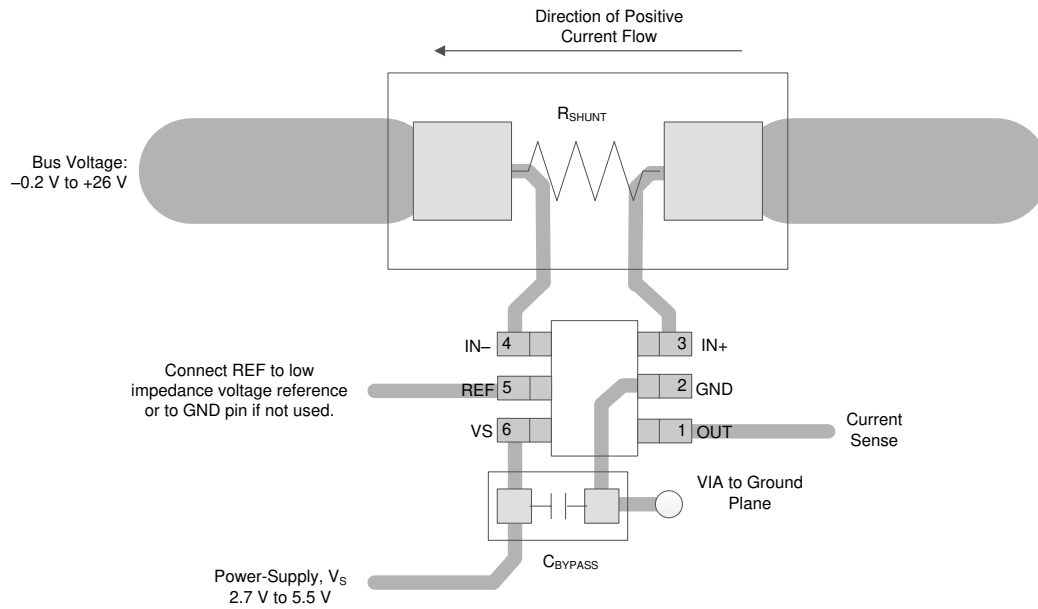 Direction of Positive
Current Flow
RSHUNT
Bus Voltage:
–0.2 V to +26 V
IN–
4
3
IN+
Connect REF to low
impedance voltage reference
or to GND pin if not used.
REF
5
2
GND
VS
6
1
OUT
Current
Sense
VIA to Ground
Plane
CBYPASS
Power-Supply, VS
2.7 V to 5.5 V